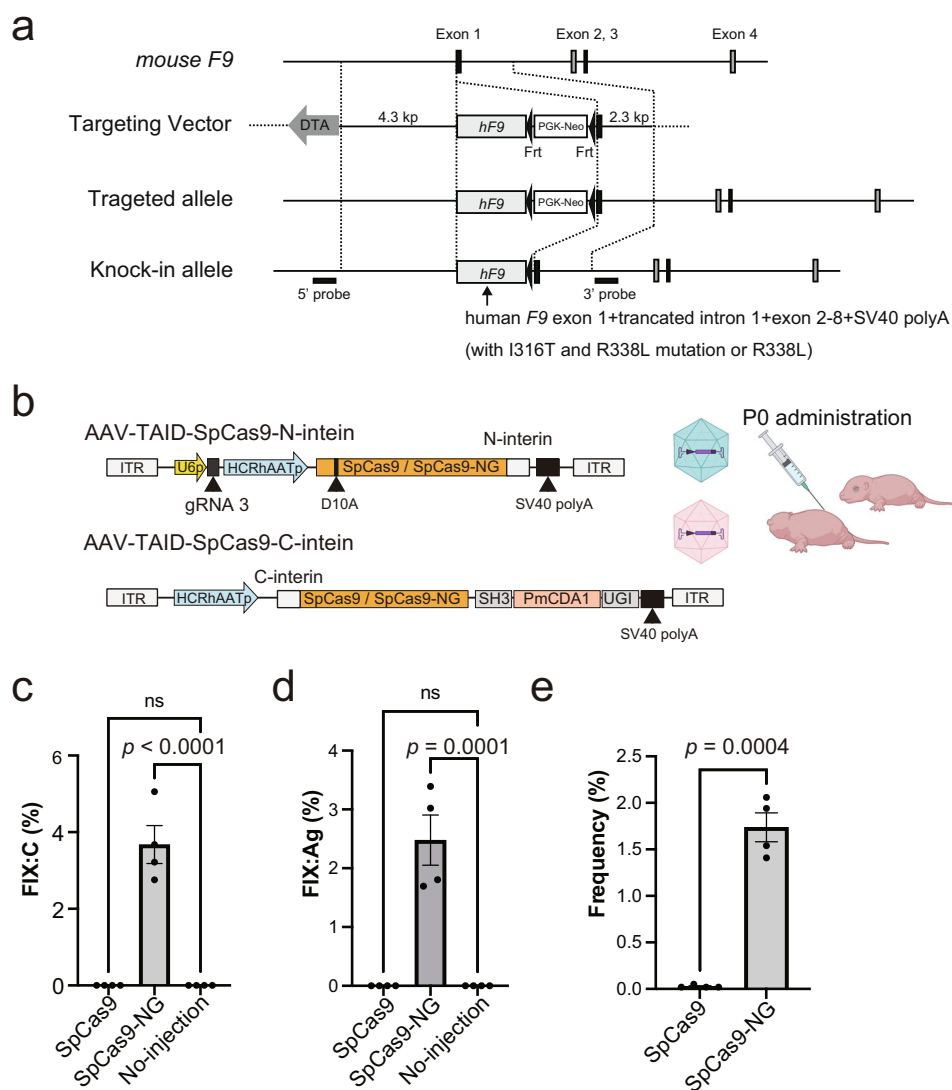 a
Exon 1
Exon 2, 3
Exon 4
mouse F9
Targeting Vector
DTA
4.3 kp
hF9
PGK-Neo
2.3 kp
Frt
Frt
Trageted allele
hF9
PGK-Neo
Knock-in allele
hF9
5' probe
3' probe
human F9 exon 1+trancated intron 1+exon 2-8+SV40 polyA
(with I316T and R338L mutation or R338L)
b
AAV-TAID-SpCas9-N-intein
N-interin
ITR
U6p
HCRhAATp
SpCas9 / SpCas9-NG
ITR
gRNA 3
D10A
SV40 polyA
P0 administration
AAV-TAID-SpCas9-C-intein
C-interin
ITR
HCRhAATp
SpCas9 / SpCas9-NG
SH3
PmCDA1
UGI
ITR
SV40 polyA
c
ns
p < 0.0001
FIX:C (%)
6
4
2
0
SpCas9
SpCas9-NG
No-injection
d
ns
p = 0.0001
FIX:Ag (%)
4
3
2
1
0
SpCas9
SpCas9-NG
No-injection
e
p = 0.0004
Frequency (%)
2.5
2.0
1.5
1.0
0.5
0.0
SpCas9
SpCas9-NG